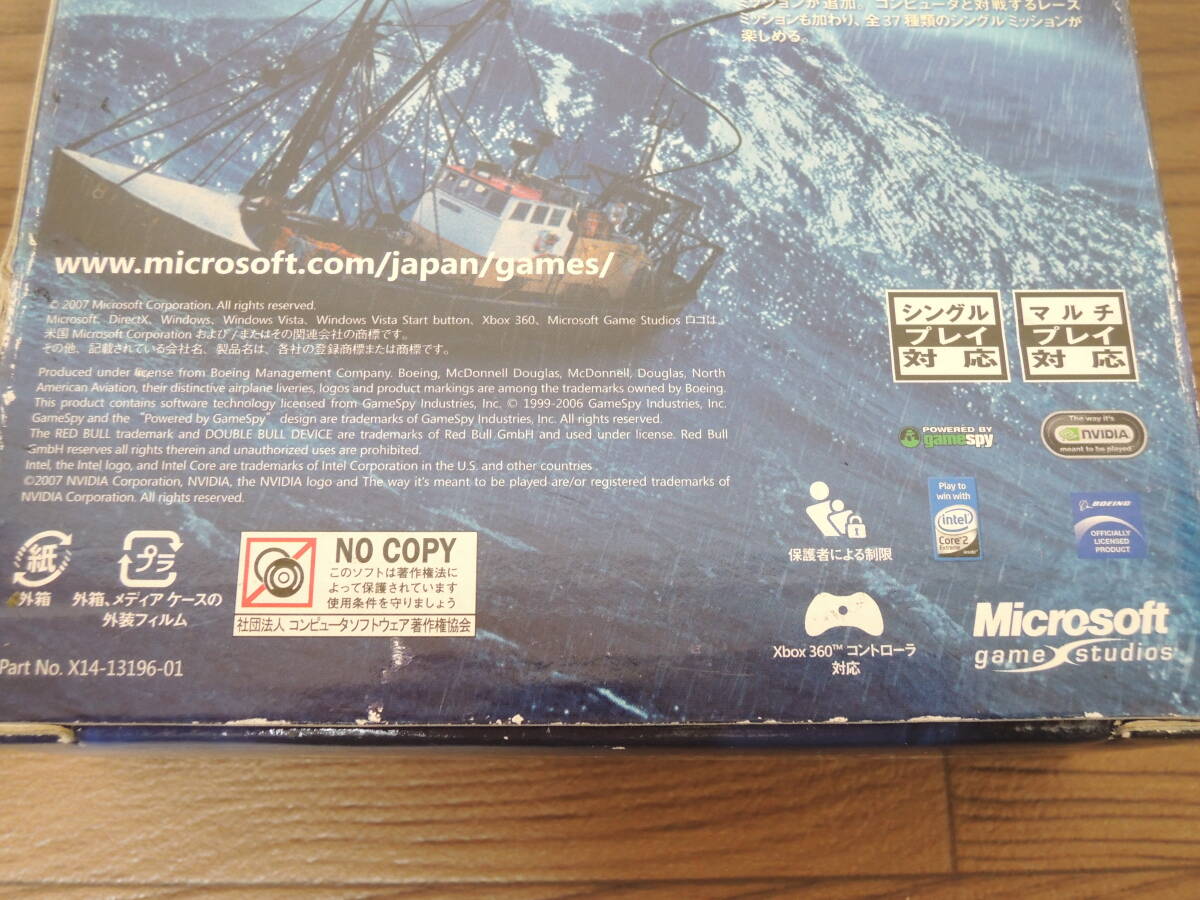 ミッションが追加。コンピュータと対戦するレース
ミッションも加わり、全37種類のシングルミッションが
楽しめる。
www.microsoft.com/japan/games/
© 2007 Microsoft Corporation. All rights reserved.
Microsoft、DirectX、Windows、Windows Vista、Windows Vista Start button、Xbox 360、Microsoft Game Studios ロゴは、
米国 Microsoft Corporation および / またはその関連会社の商標です。
その他、記載されている会社名、製品名は、各社の登録商標または商標です。
Produced under license from Boeing Management Company. Boeing, McDonnell Douglas, McDonnell, Douglas, North
American Aviation, their distinctive airplane liveries, logos and product markings are among the trademarks owned by Boeing.
This product contains software technology licensed from GameSpy Industries, Inc. © 1999-2006 GameSpy Industries, Inc.
GameSpy and the “Powered by GameSpy” design are trademarks of GameSpy Industries, Inc. All rights reserved.
The RED BULL trademark and DOUBLE BULL DEVICE are trademarks of Red Bull GmbH and used under license. Red Bull
GmbH reserves all rights therein and unauthorized uses are prohibited.
Intel, the Intel logo, and Intel Core are trademarks of Intel Corporation in the U.S. and other countries
©2007 NVIDIA Corporation, NVIDIA, the NVIDIA logo and The way it's meant to be played are/or registered trademarks of
NVIDIA Corporation. All rights reserved.
シングル
プレイ
対応
マルチ
プレイ
対応
POWERED BY
gamespy
The way it's
NVIDIA
meant to be played
保護者による制限
Play to
win with
intel
Core 2
Extreme
inside
BOEING
OFFICIALLY
LICENSED
PRODUCT
紙
外箱
プラ
外箱、メディアケースの
外装フィルム
NO COPY
このソフトは著作権法に
よって保護されています
使用条件を守りましょう
社団法人 コンピュータソフトウェア著作権協会
Xbox 360™ コントローラ
対応
Microsoft
game studios
Part No. X14-13196-01